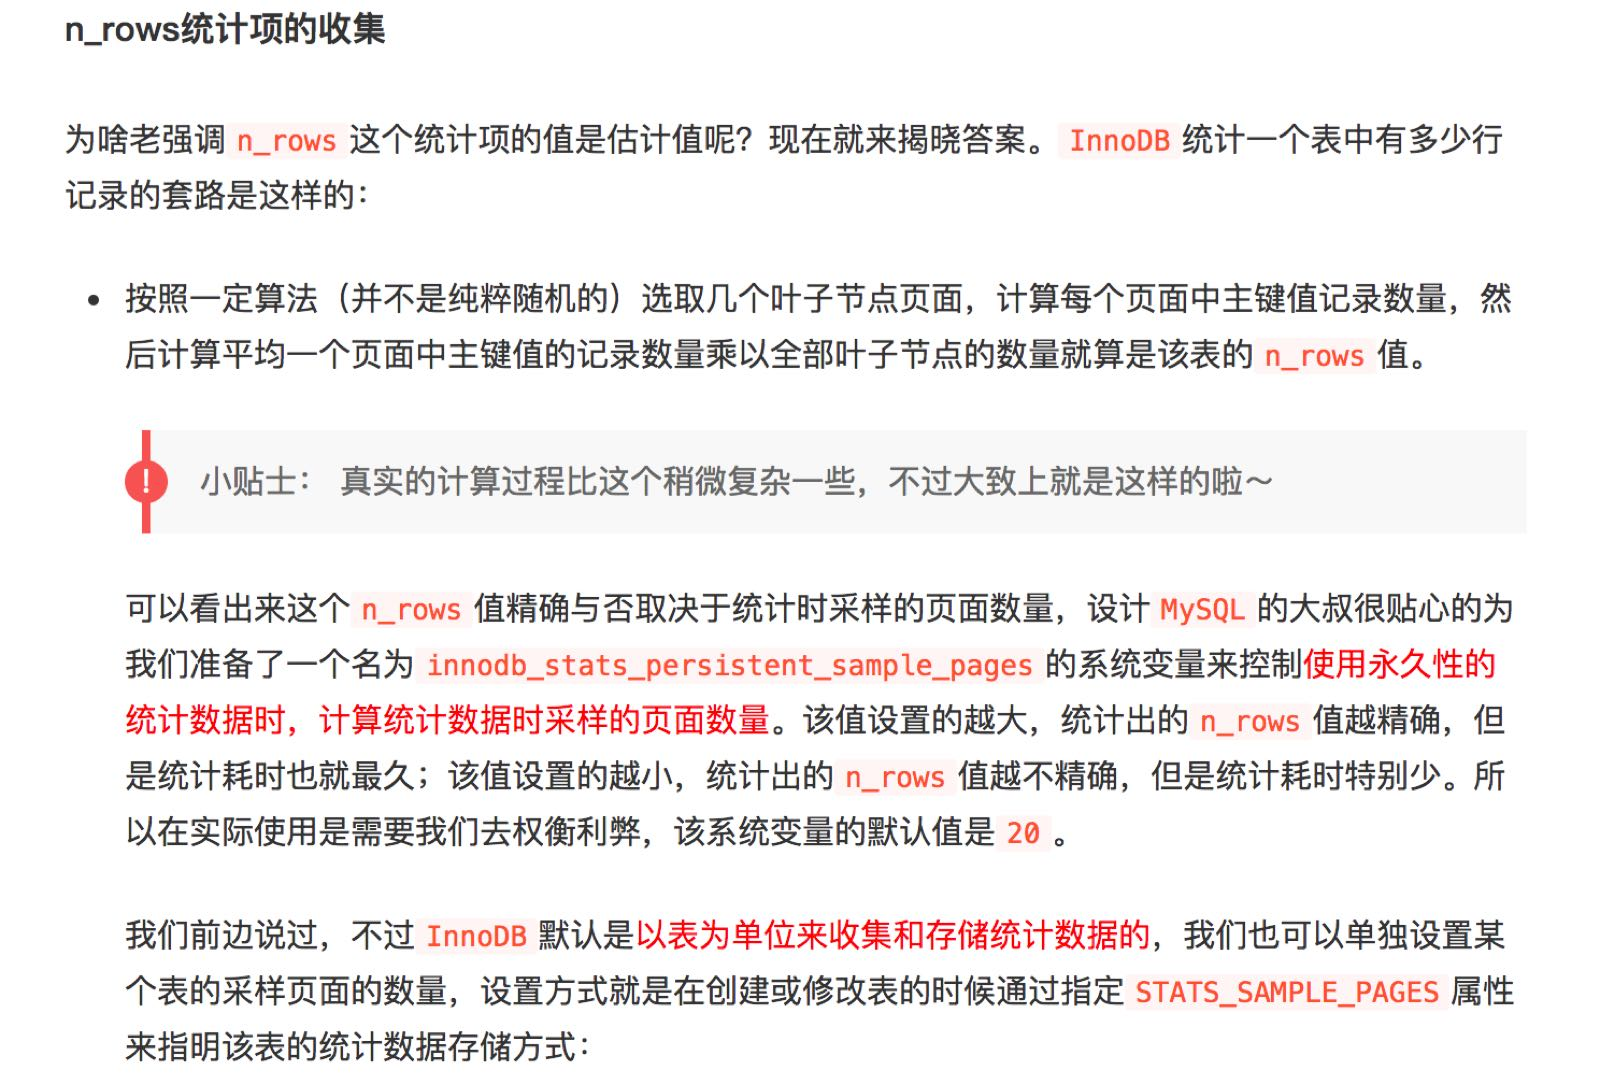 n_rows统计项的收集
为啥老强调 n_rows 这个统计项的值是估计值呢？现在就来揭晓答案。 InnoDB 统计一个表中有多少行
记录的套路是这样的：
• 按照一定算法（并不是纯粹随机的）选取几个叶子节点页面，计算每个页面中主键值记录数量，然
后计算平均一个页面中主键值的记录数量乘以全部叶子节点的数量就算是该表的 n_rows 值。
! 小贴士： 真实的计算过程比这个稍微复杂一些，不过大致上就是这样的啦～
可以看出来这个 n_rows 值精确与否取决于统计时采样的页面数量，设计 MySQL 的大叔很贴心的为
我们准备了一个名为 innodb_stats_persistent_sample_pages 的系统变量来控制使用永久性的
统计数据时，计算统计数据时采样的页面数量。该值设置的越大，统计出的 n_rows 值越精确，但
是统计耗时也就最久；该值设置的越小，统计出的 n_rows 值越不精确，但是统计耗时特别少。所
以在实际使用是需要我们去权衡利弊，该系统变量的默认值是 20 。
我们前边说过，不过 InnoDB 默认是以表为单位来收集和存储统计数据的，我们也可以单独设置某
个表的采样页面的数量，设置方式就是在创建或修改表的时候通过指定 STATS_SAMPLE_PAGES 属性
来指明该表的统计数据存储方式：